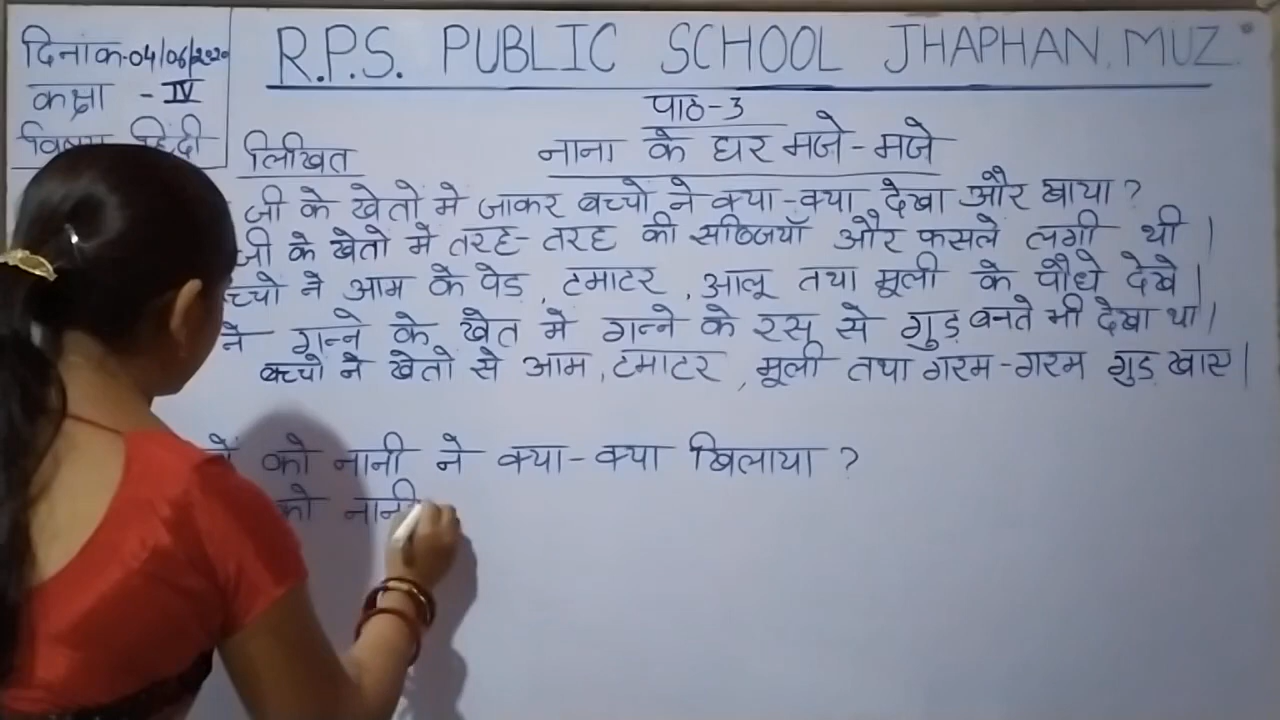 दिनांक-04/06/2020
कक्षा - IV
विषय हिंदी
R.P.S. PUBLIC SCHOOL JHAPHAN, MUZ.
पाठ-3
लिखित
नाना के घर मजे-मजे
जी के खेतों मे जाकर बच्चो ने क्या-क्या देखा और खाया?
जी के खेतो मे तरह-तरह की सब्जियाँ और फसले लगी थी।
च्चो ने आम के पेड़, टमाटर, आलू तथा मूली के पौधे देखे।
ने गन्ने के खेत मे गन्ने के रस से गुड़ बनते भी देखा था।
बच्चो ने खेतो से आम, टमाटर, मूली तथा गरम-गरम गुड़ खाए।
को नानी ने क्या-क्या खिलाया?
को नानी